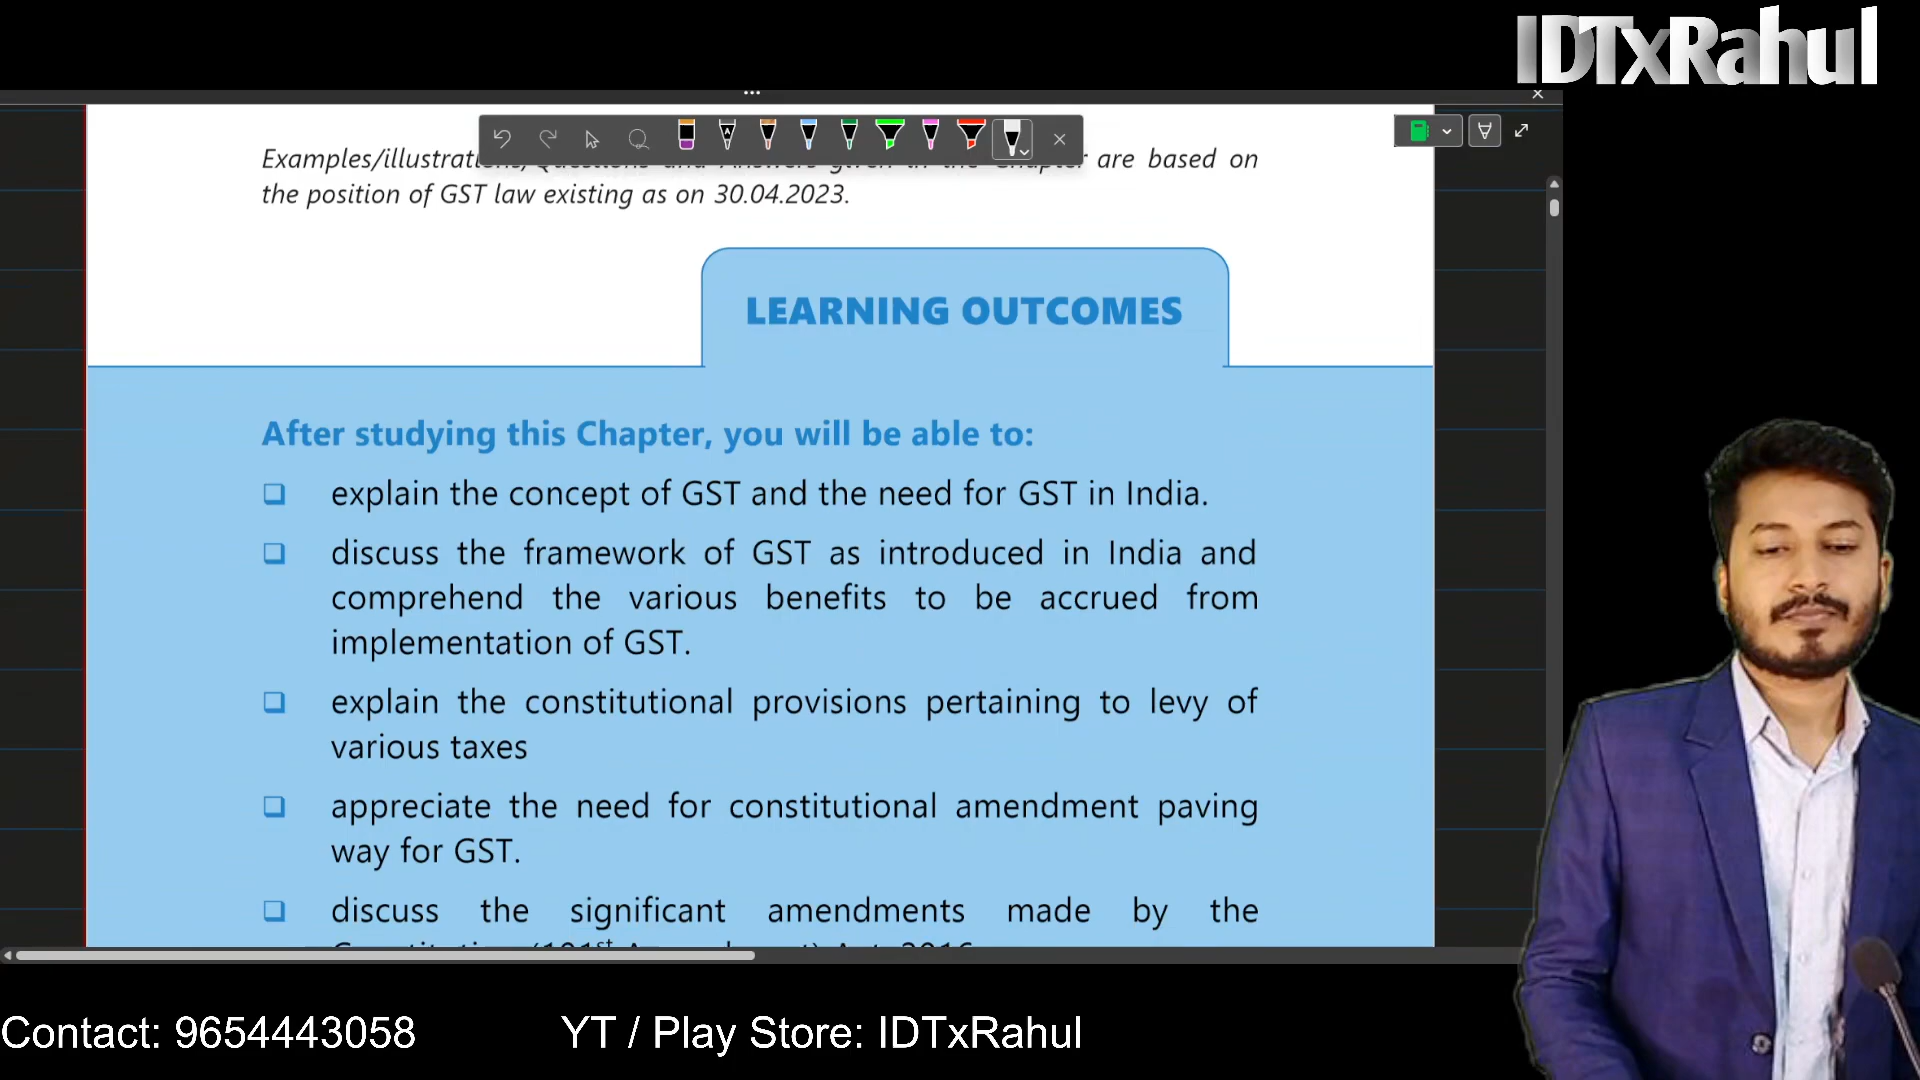 IDTxRahul
are based on
the position of GST law existing as on 30.04.2023.
LEARNING OUTCOMES
After studying this Chapter, you will be able to:
❑ explain the concept of GST and the need for GST in India.
❑ discuss the framework of GST as introduced in India and
comprehend the various benefits to be accrued from
implementation of GST.
❑ explain the constitutional provisions pertaining to levy of
various taxes
❑ appreciate the need for constitutional amendment paving
way for GST.
❑ discuss the significant amendments made by the
Contact: 9654443058
YT / Play Store: IDTxRahul